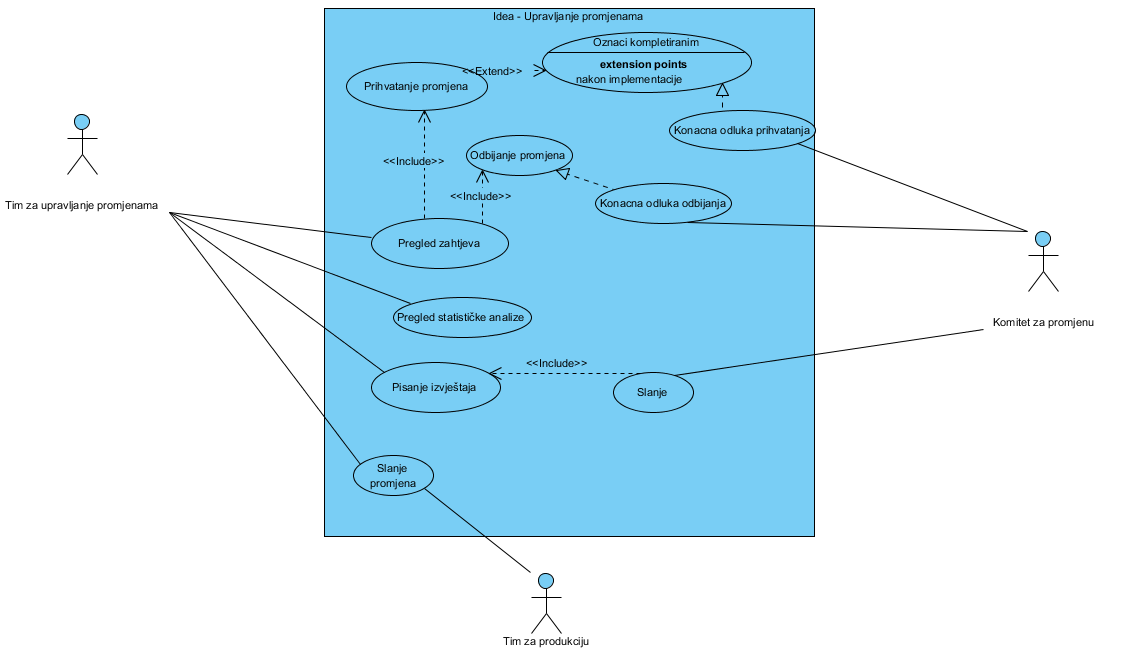 Idea - Upravljanje promjenama
Oznaci kompletiranim
extension points
nakon implementacije
<<Extend>>
Prihvatanje promjena
Konacna odluka prihvatanja
<<Include>>
Odbijanje promjena
<<Include>>
Konacna odluka odbijanja
Tim za upravljanje promjenama
Pregled zahtjeva
Pregled statističke analize
Komitet za promjenu
<<Include>>
Pisanje izvještaja
Slanje
Slanje
promjena
Tim za produkciju